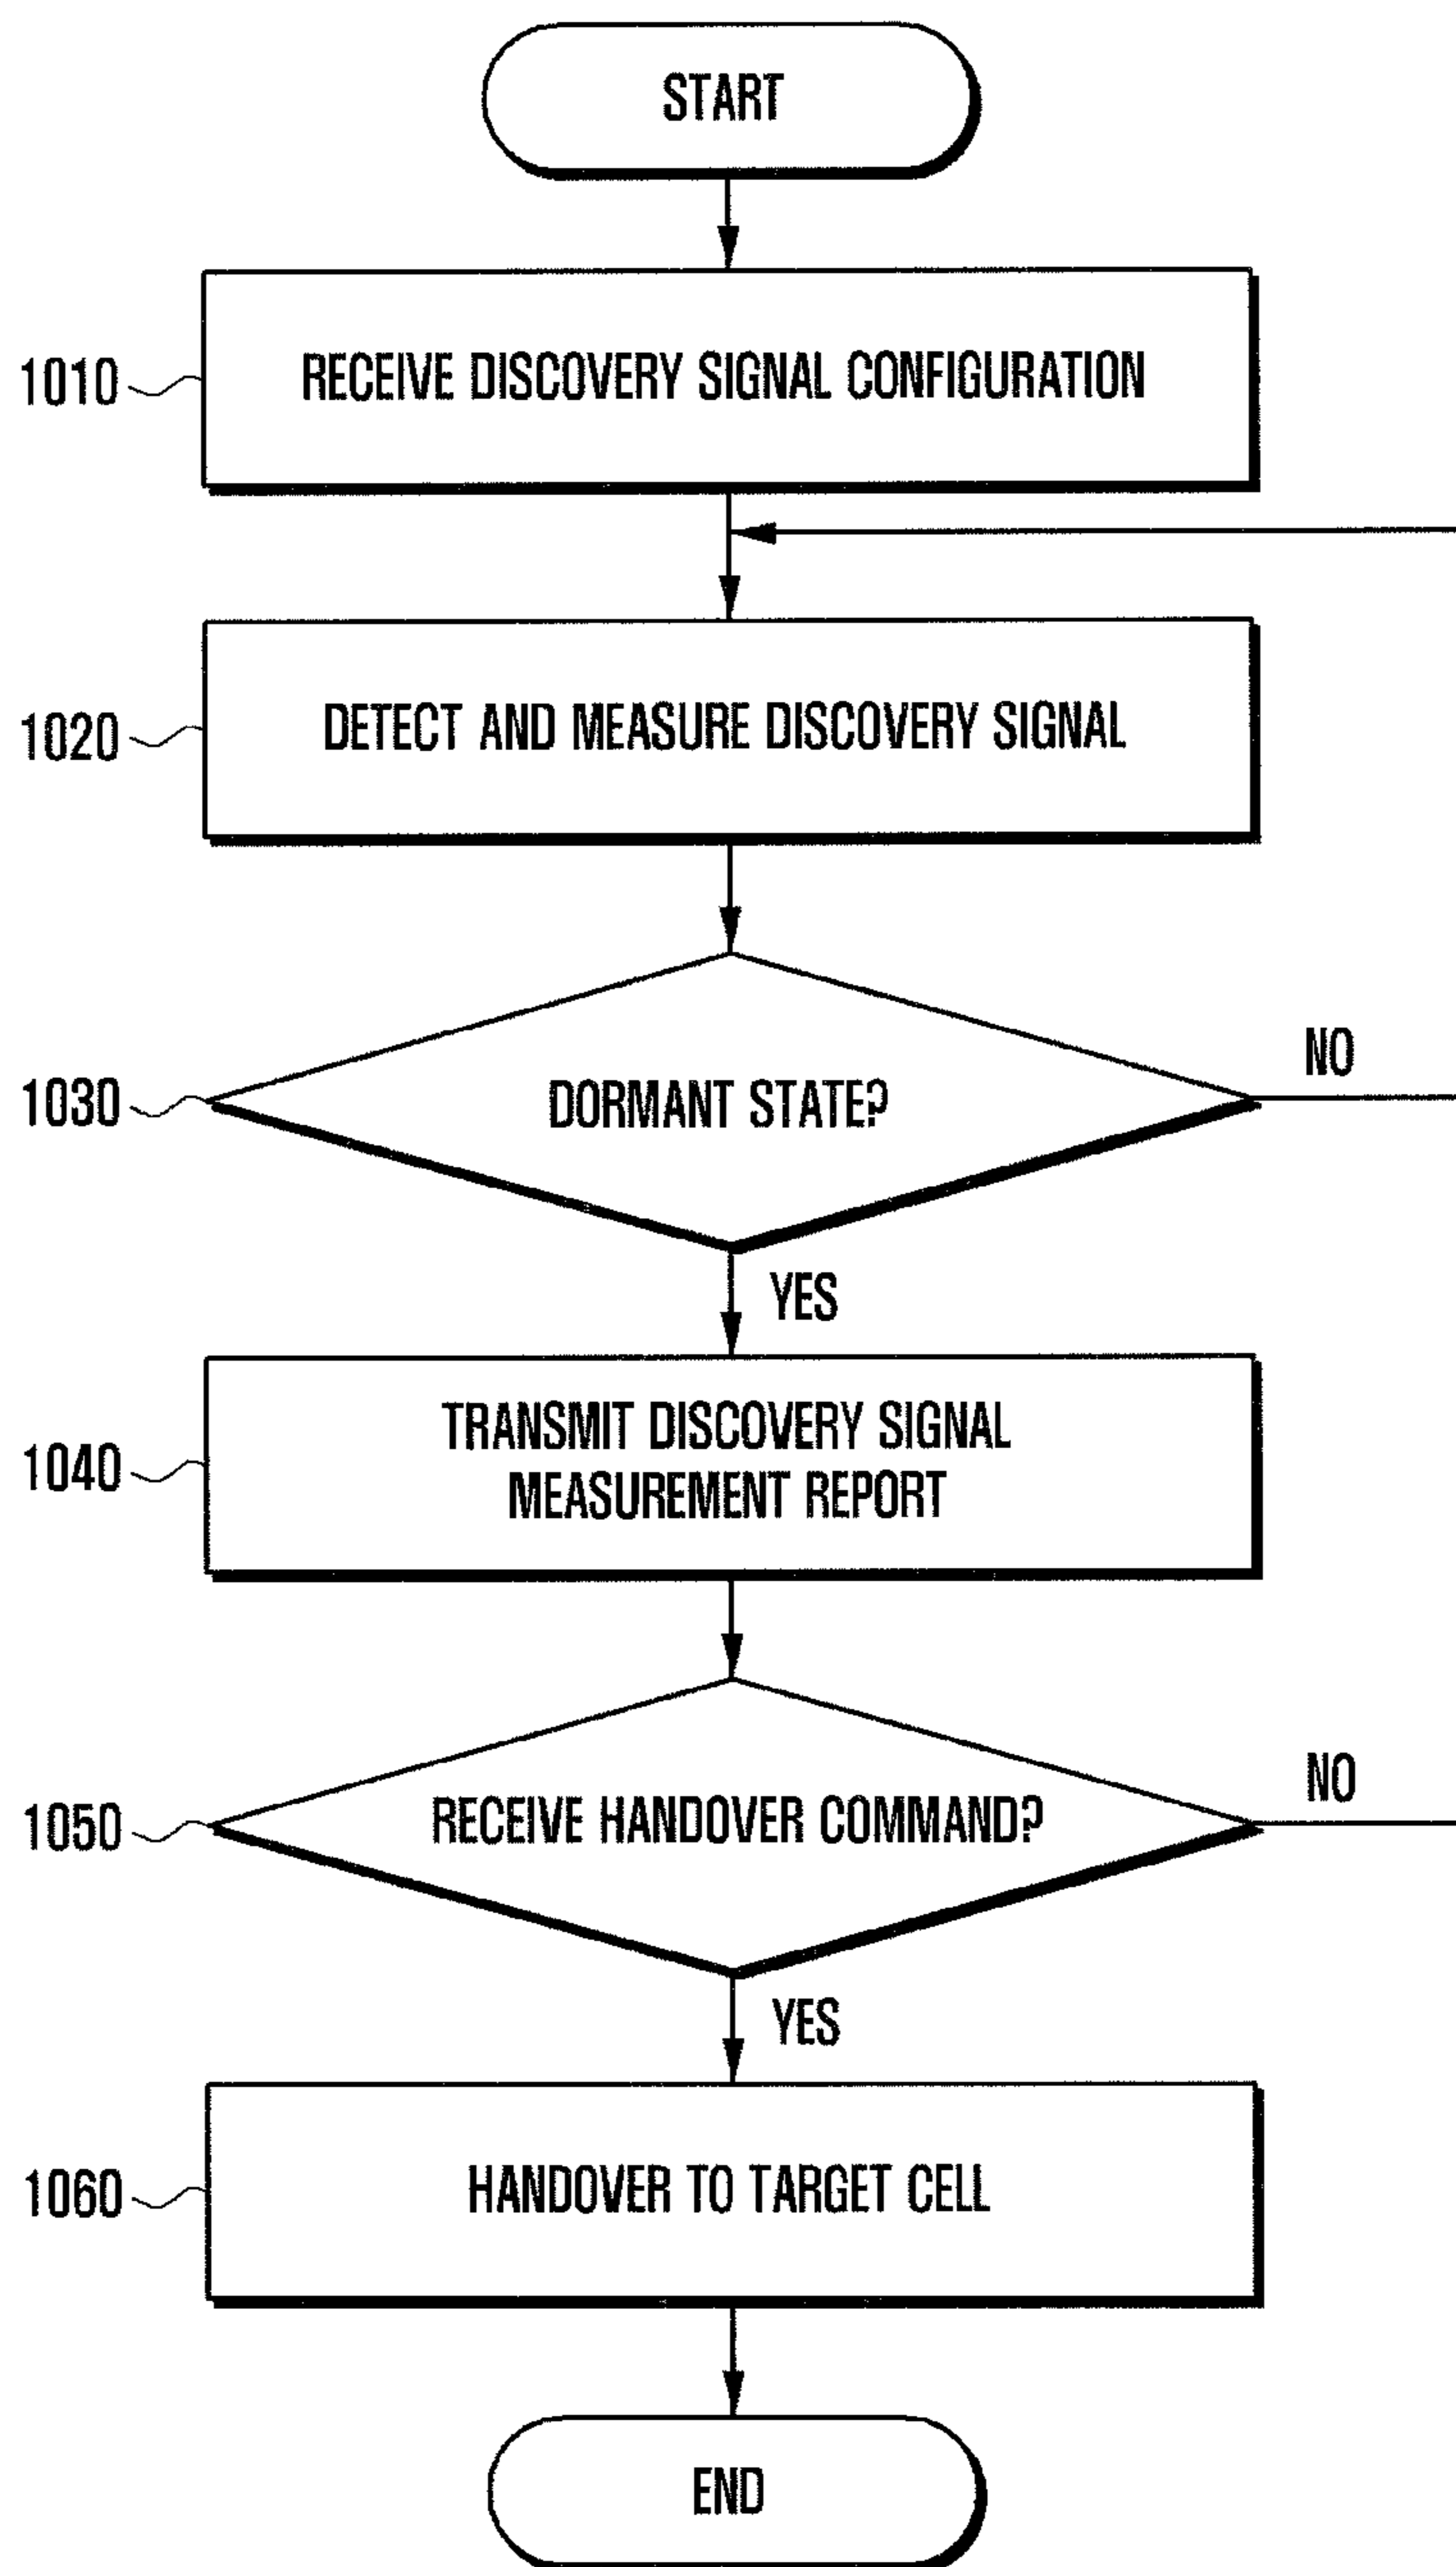 START
1010
RECEIVE DISCOVERY SIGNAL CONFIGURATION
1020
DETECT AND MEASURE DISCOVERY SIGNAL
1030
DORMANT STATE?
NO
YES
1040
TRANSMIT DISCOVERY SIGNAL
MEASUREMENT REPORT
1050
RECEIVE HANDOVER COMMAND?
NO
YES
1060
HANDOVER TO TARGET CELL
END